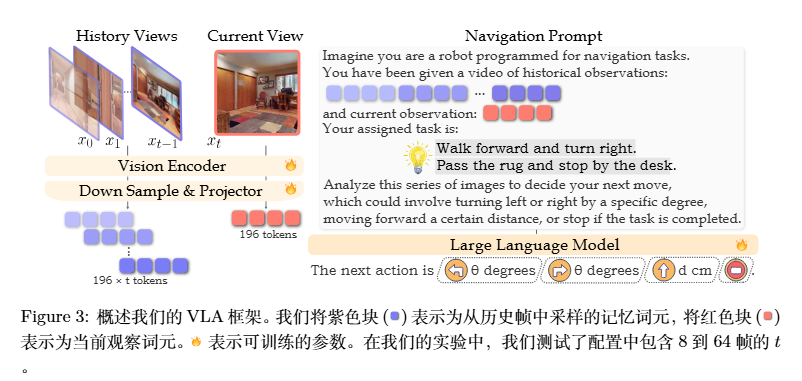 History Views
Current View
Navigation Prompt
Imagine you are a robot programmed for navigation tasks.
You have been given a video of historical observations:
...
and current observation:
Your assigned task is:
Walk forward and turn right.
Pass the rug and stop by the desk.
Analyze this series of images to decide your next move,
which could involve turning left or right by a specific degree,
moving forward a certain distance, or stop if the task is completed.
x0 x1 ... xt−1 xt
Vision Encoder
Down Sample & Projector
196 tokens
196 × t tokens
Large Language Model
The next action is θ degrees / θ degrees / d cm / .
Figure 3: 概述我们的 VLA 框架。我们将紫色块 ( ) 表示为从历史帧中采样的记忆词元，将红色块 ( )
表示为当前观察词元。 表示可训练的参数。在我们的实验中，我们测试了配置中包含 8 到 64 帧的 t
。